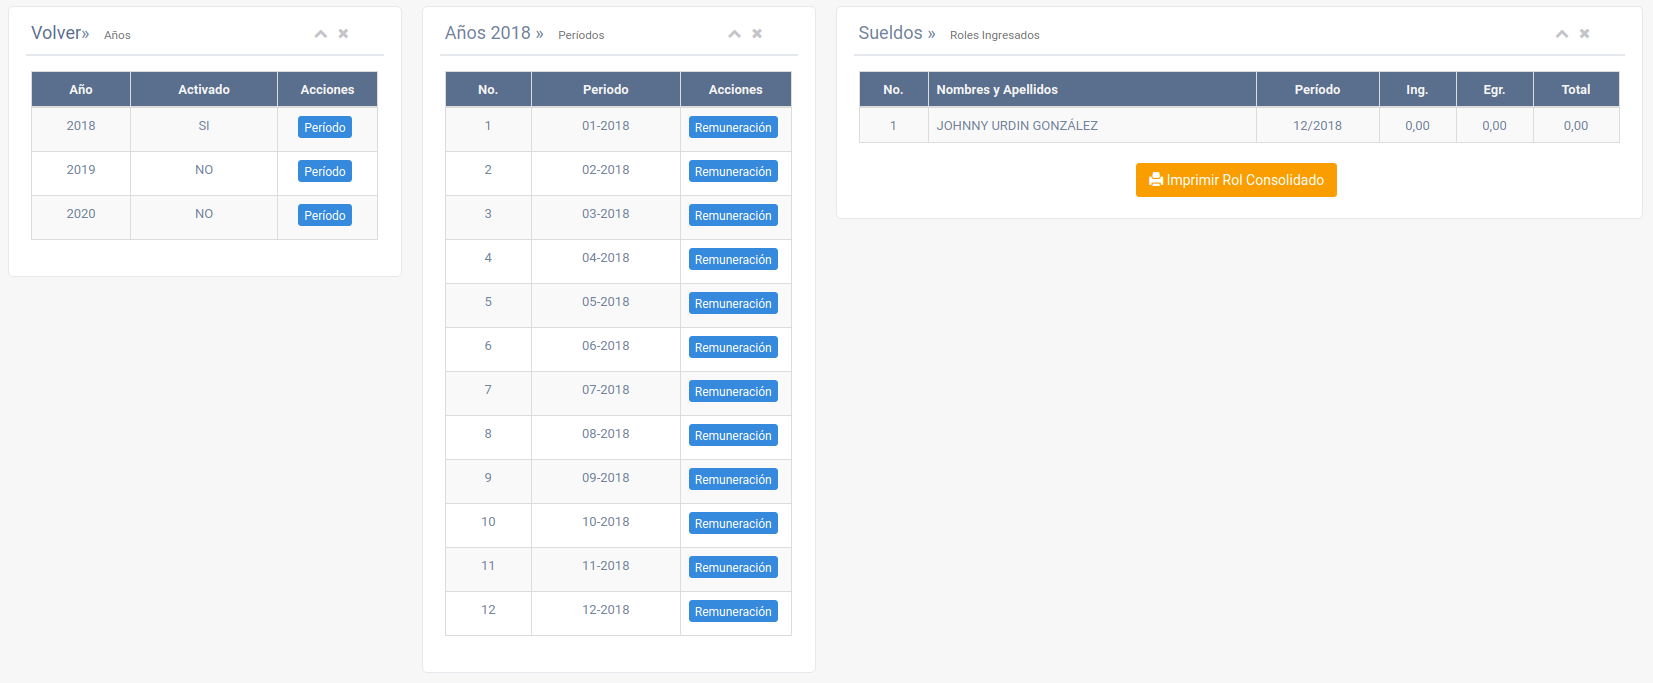 Volver» Años
Año Activado Acciones
2018 SI Período
2019 NO Período
2020 NO Período
Años 2018 » Períodos
No. Periodo Acciones
1 01-2018 Remuneración
2 02-2018 Remuneración
3 03-2018 Remuneración
4 04-2018 Remuneración
5 05-2018 Remuneración
6 06-2018 Remuneración
7 07-2018 Remuneración
8 08-2018 Remuneración
9 09-2018 Remuneración
10 10-2018 Remuneración
11 11-2018 Remuneración
12 12-2018 Remuneración
Sueldos » Roles Ingresados
No. Nombres y Apellidos Período Ing. Egr. Total
1 JOHNNY URDIN GONZÁLEZ 12/2018 0,00 0,00 0,00
Imprimir Rol Consolidado